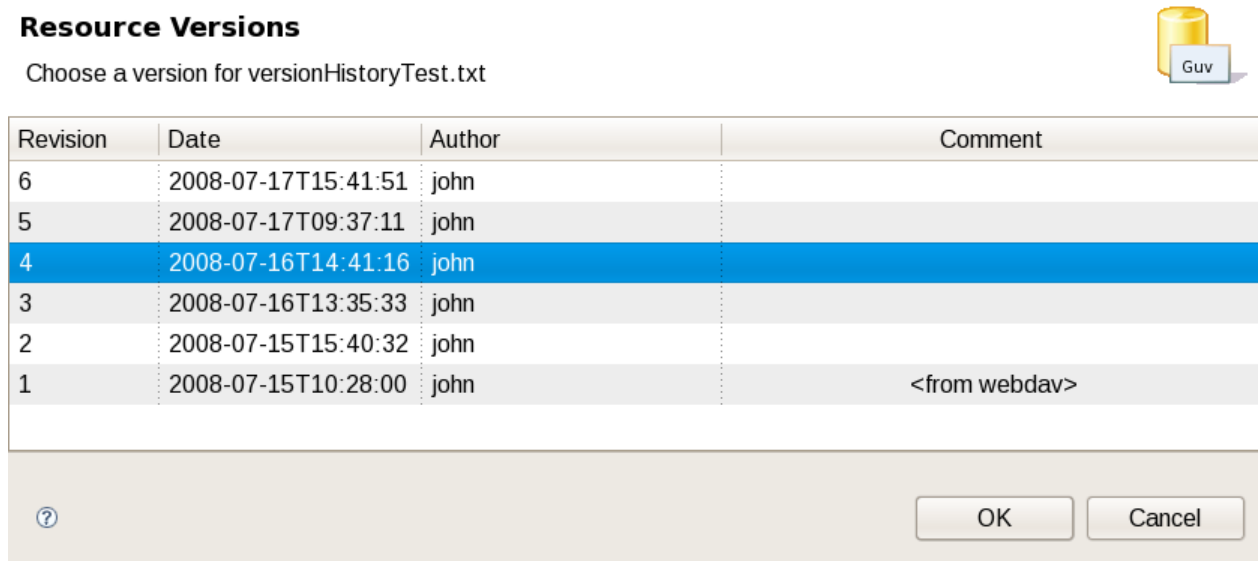 Resource Versions
Guv
Choose a version for versionHistoryTest.txt
Revision Date Author Comment
6 2008-07-17T15:41:51 john
5 2008-07-17T09:37:11 john
4 2008-07-16T14:41:16 john
3 2008-07-16T13:35:33 john
2 2008-07-15T15:40:32 john
1 2008-07-15T10:28:00 john <from webdav>
? OK Cancel